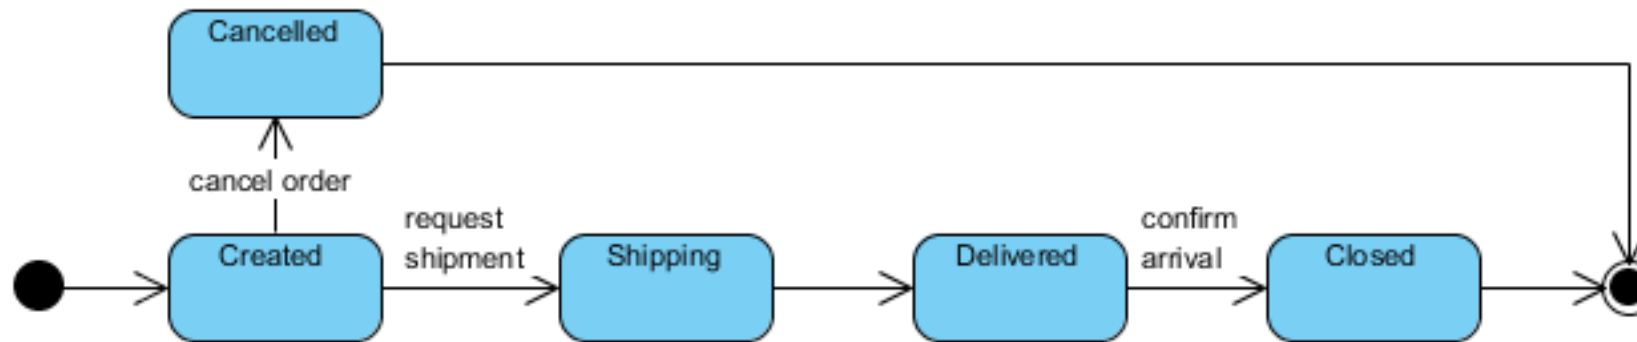 Cancelled
cancel order
request
shipment
confirm
arrival
Created
Shipping
Delivered
Closed